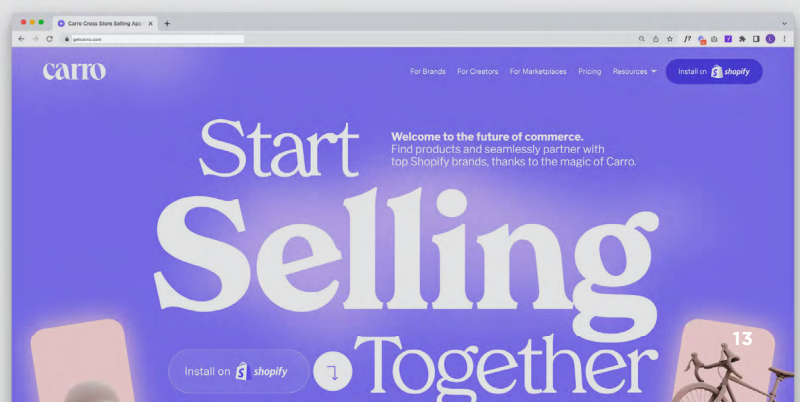 Carro Cross Store Selling App
getcarro.com
carro
For Brands For Creators For Marketplaces Pricing Resources
Install on shopify
Start
Welcome to the future of commerce.
Find products and seamlessly partner with
top Shopify brands, thanks to the magic of Carro.
Selling
Together
Install on shopify
13